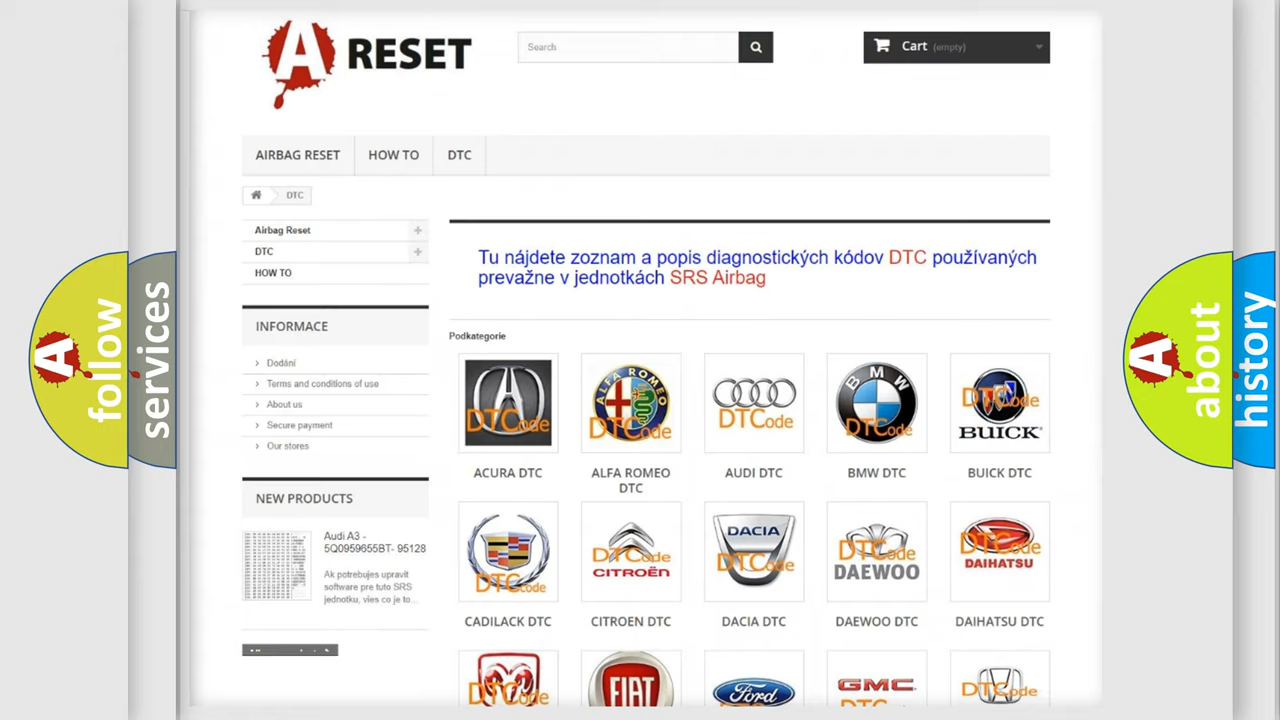 A RESET
Search
Cart (empty)
AIRBAG RESET
HOW TO
DTC
DTC
Airbag Reset
DTC
HOW TO
Tu nájdete zoznam a popis diagnostických kódov DTC používaných
prevažne v jednotkách SRS Airbag
INFORMACE
Podkategorie
Dodání
Terms and conditions of use
About us
Secure payment
Our stores
DTCode
ALFA ROMEO
DTCode
DTCode
BMW
DTCode
DTCode
BUICK
ACURA DTC
ALFA ROMEO
DTC
AUDI DTC
BMW DTC
BUICK DTC
NEW PRODUCTS
Audi A3 -
5Q0959655BT- 95128
Ak potrebujes upravit
software pre tuto SRS
jednotku, vies co je to...
DTCode
DTCode
CITROËN
DACIA
DTCode
DTCode
DAEWOO
DTCode
DAIHATSU
CADILACK DTC
CITROEN DTC
DACIA DTC
DAEWOO DTC
DAIHATSU DTC
DTCode
FIAT
Ford
GMC
DTCode
A follow
services
A about
history